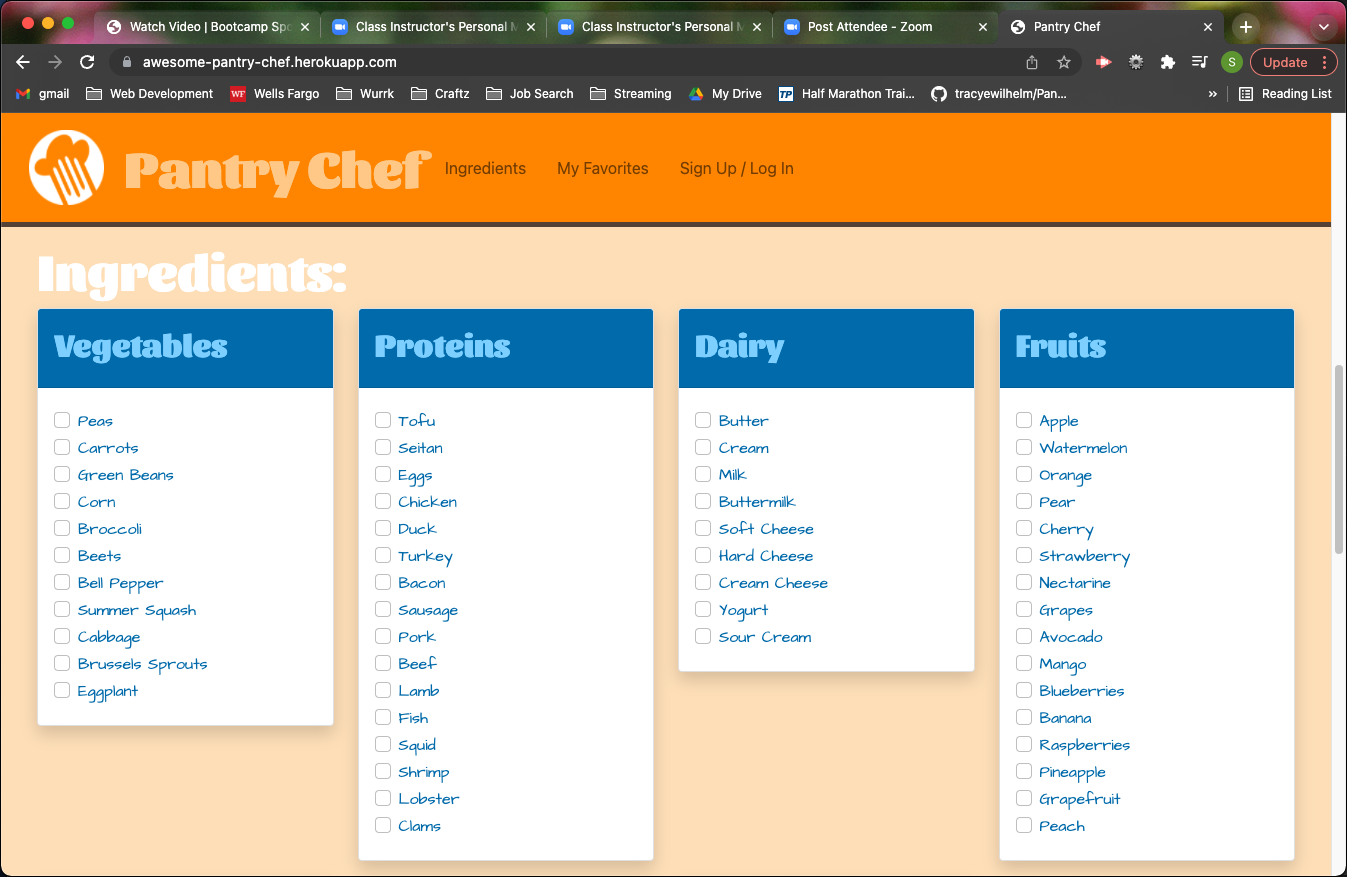 Watch Video | Bootcamp Spo
Class Instructor's Personal M
Class Instructor's Personal M
Post Attendee - Zoom
Pantry Chef
awesome-pantry-chef.herokuapp.com
S
Update
gmail
Web Development
WF
Wells Fargo
Wurrk
Craftz
Job Search
Streaming
My Drive
TP
Half Marathon Trai...
tracyewilhelm/Pan...
»
Reading List
Pantry Chef
Ingredients
My Favorites
Sign Up / Log In
Ingredients:
Vegetables
Peas
Carrots
Green Beans
Corn
Broccoli
Beets
Bell Pepper
Summer Squash
Cabbage
Brussels Sprouts
Eggplant
Proteins
Tofu
Seitan
Eggs
Chicken
Duck
Turkey
Bacon
Sausage
Pork
Beef
Lamb
Fish
Squid
Shrimp
Lobster
Clams
Dairy
Butter
Cream
Milk
Buttermilk
Soft Cheese
Hard Cheese
Cream Cheese
Yogurt
Sour Cream
Fruits
Apple
Watermelon
Orange
Pear
Cherry
Strawberry
Nectarine
Grapes
Avocado
Mango
Blueberries
Banana
Raspberries
Pineapple
Grapefruit
Peach